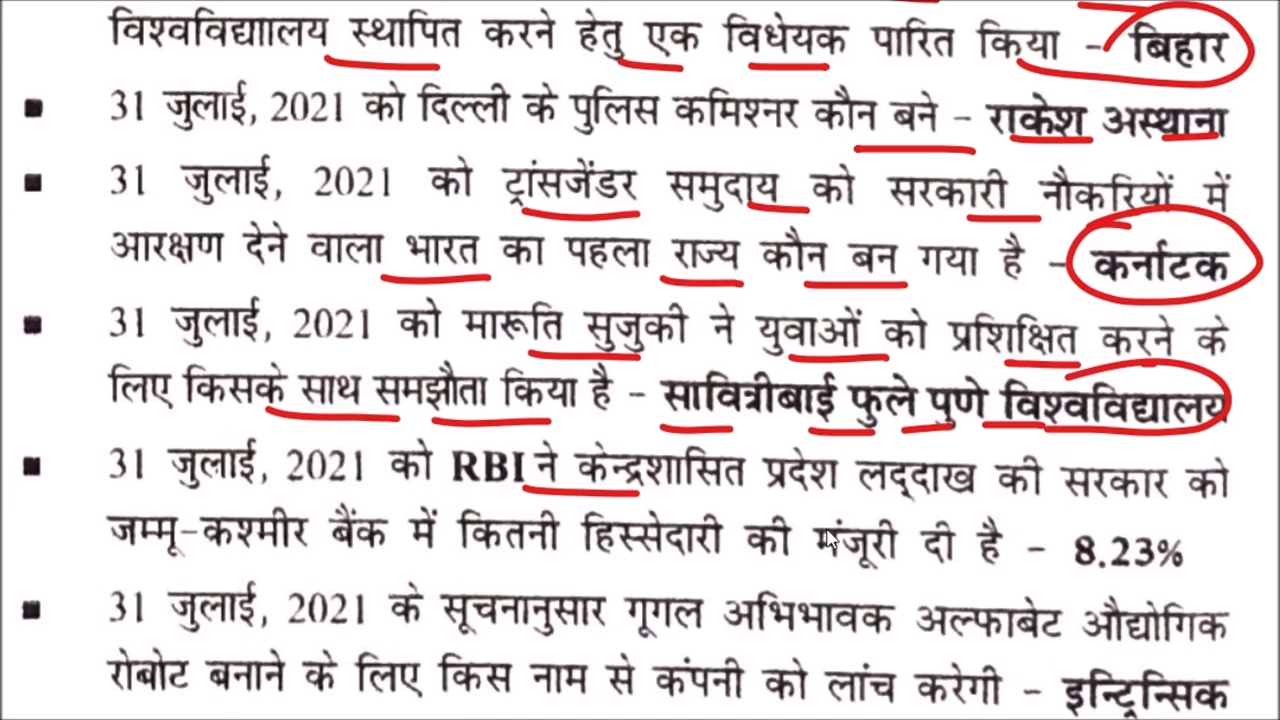 विश्वविद्याालय स्थापित करने हेतु एक विधेयक पारित किया - बिहार
▪ 31 जुलाई, 2021 को दिल्ली के पुलिस कमिश्नर कौन बने - राकेश अस्थाना
▪ 31 जुलाई, 2021 को ट्रांसजेंडर समुदाय को सरकारी नौकरियों में
आरक्षण देने वाला भारत का पहला राज्य कौन बन गया है - कर्नाटक
▪ 31 जुलाई, 2021 को मारूति सुजुकी ने युवाओं को प्रशिक्षित करने के
लिए किसके साथ समझौता किया है - सावित्रीबाई फुले पुणे विश्वविद्यालय
▪ 31 जुलाई, 2021 को RBI ने केन्द्रशासित प्रदेश लद्दाख की सरकार को
जम्मू-कश्मीर बैंक में कितनी हिस्सेदारी की मंजूरी दी है - 8.23%
▪ 31 जुलाई, 2021 के सूचनानुसार गूगल अभिभावक अल्फाबेट औद्योगिक
रोबोट बनाने के लिए किस नाम से कंपनी को लांच करेगी - इन्ट्रिन्सिक